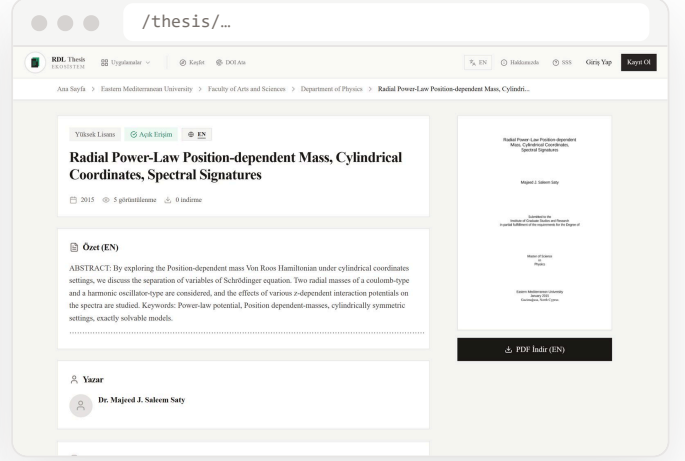 /thesis/…
RDL Thesis
EROSİSTEM
Uygulamalar
Keşfet
DOI Ata
EN
Hakkımızda
SSS
Giriş Yap
Kayıt Ol
Ana Sayfa > Eastern Mediterranean University > Faculty of Arts and Sciences > Department of Physics > Radial Power-Law Position-dependent Mass, Cylindri...
Yüksek Lisans
Açık Erişim
EN
Radial Power-Law Position-dependent Mass, Cylindrical
Coordinates, Spectral Signatures
2015
5 görüntülenme
0 indirme
Özet (EN)
ABSTRACT: By exploring the Position-dependent mass Von Roos Hamiltonian under cylindrical coordinates
settings, we discuss the separation of variables of Schrödinger equation. Two radial masses of a coulomb-type
and a harmonic oscillator-type are considered, and the effects of various z-dependent interaction potentials on
the spectra are studied. Keywords: Power-law potential, Position dependent-masses, cylindrically symmetric
settings, exactly solvable models.
Yazar
Dr. Majeed J. Saleem Saty
Radial Power-Law Position-dependent
Mass, Cylindrical Coordinates,
Spectral Signatures
Majeed J. Saleem Saty
Submitted to the
Institute of Graduate Studies and Research
in partial fulfillment of the requirements for the Degree of
Master of Science
in
Physics
Eastern Mediterranean University
January 2015
Gazimağusa, North Cyprus
PDF İndir (EN)